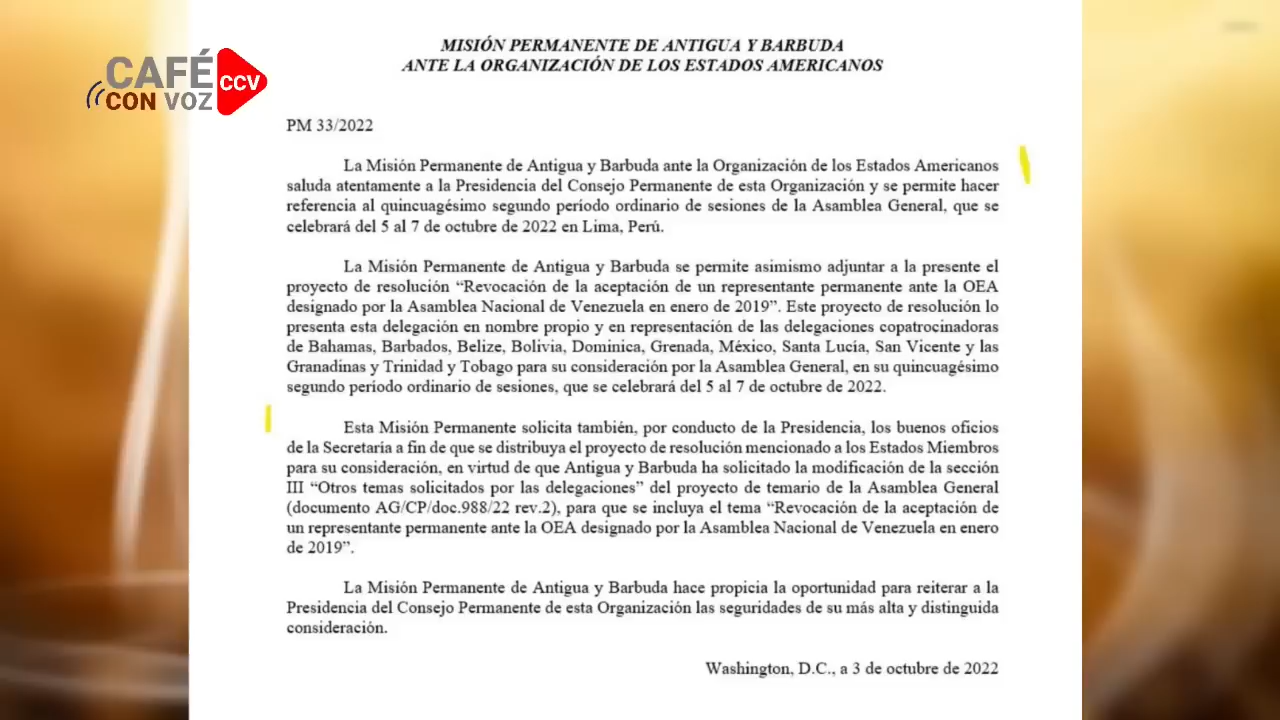 CAFÉ
CON VOZ
CCV
MISIÓN PERMANENTE DE ANTIGUA Y BARBUDA
ANTE LA ORGANIZACIÓN DE LOS ESTADOS AMERICANOS
PM 33/2022
La Misión Permanente de Antigua y Barbuda ante la Organización de los Estados Americanos
saluda atentamente a la Presidencia del Consejo Permanente de esta Organización y se permite hacer
referencia al quincuagésimo segundo período ordinario de sesiones de la Asamblea General, que se
celebrará del 5 al 7 de octubre de 2022 en Lima, Perú.
La Misión Permanente de Antigua y Barbuda se permite asimismo adjuntar a la presente el
proyecto de resolución “Revocación de la aceptación de un representante permanente ante la OEA
designado por la Asamblea Nacional de Venezuela en enero de 2019”. Este proyecto de resolución lo
presenta esta delegación en nombre propio y en representación de las delegaciones copatrocinadoras
de Bahamas, Barbados, Belize, Bolivia, Dominica, Grenada, México, Santa Lucía, San Vicente y las
Granadinas y Trinidad y Tobago para su consideración por la Asamblea General, en su quincuagésimo
segundo período ordinario de sesiones, que se celebrará del 5 al 7 de octubre de 2022.
Esta Misión Permanente solicita también, por conducto de la Presidencia, los buenos oficios
de la Secretaría a fin de que se distribuya el proyecto de resolución mencionado a los Estados Miembros
para su consideración, en virtud de que Antigua y Barbuda ha solicitado la modificación de la sección
III “Otros temas solicitados por las delegaciones” del proyecto de temario de la Asamblea General
(documento AG/CP/doc.988/22 rev.2), para que se incluya el tema “Revocación de la aceptación de
un representante permanente ante la OEA designado por la Asamblea Nacional de Venezuela en enero
de 2019”.
La Misión Permanente de Antigua y Barbuda hace propicia la oportunidad para reiterar a la
Presidencia del Consejo Permanente de esta Organización las seguridades de su más alta y distinguida
consideración.
Washington, D.C., a 3 de octubre de 2022